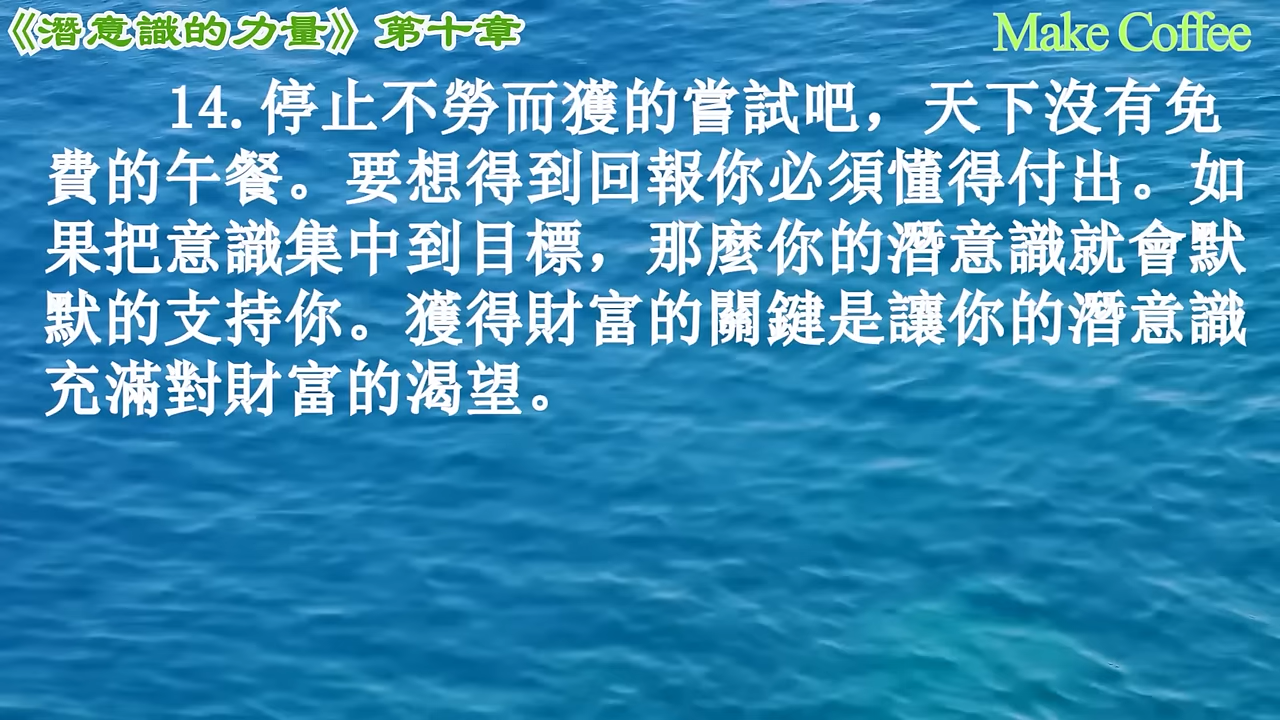 《潛意識的力量》第十章
Make Coffee
14.停止不勞而獲的嘗試吧，天下沒有免
費的午餐。要想得到回報你必須懂得付出。如
果把意識集中到目標，那麼你的潛意識就會默
默的支持你。獲得財富的關鍵是讓你的潛意識
充滿對財富的渴望。